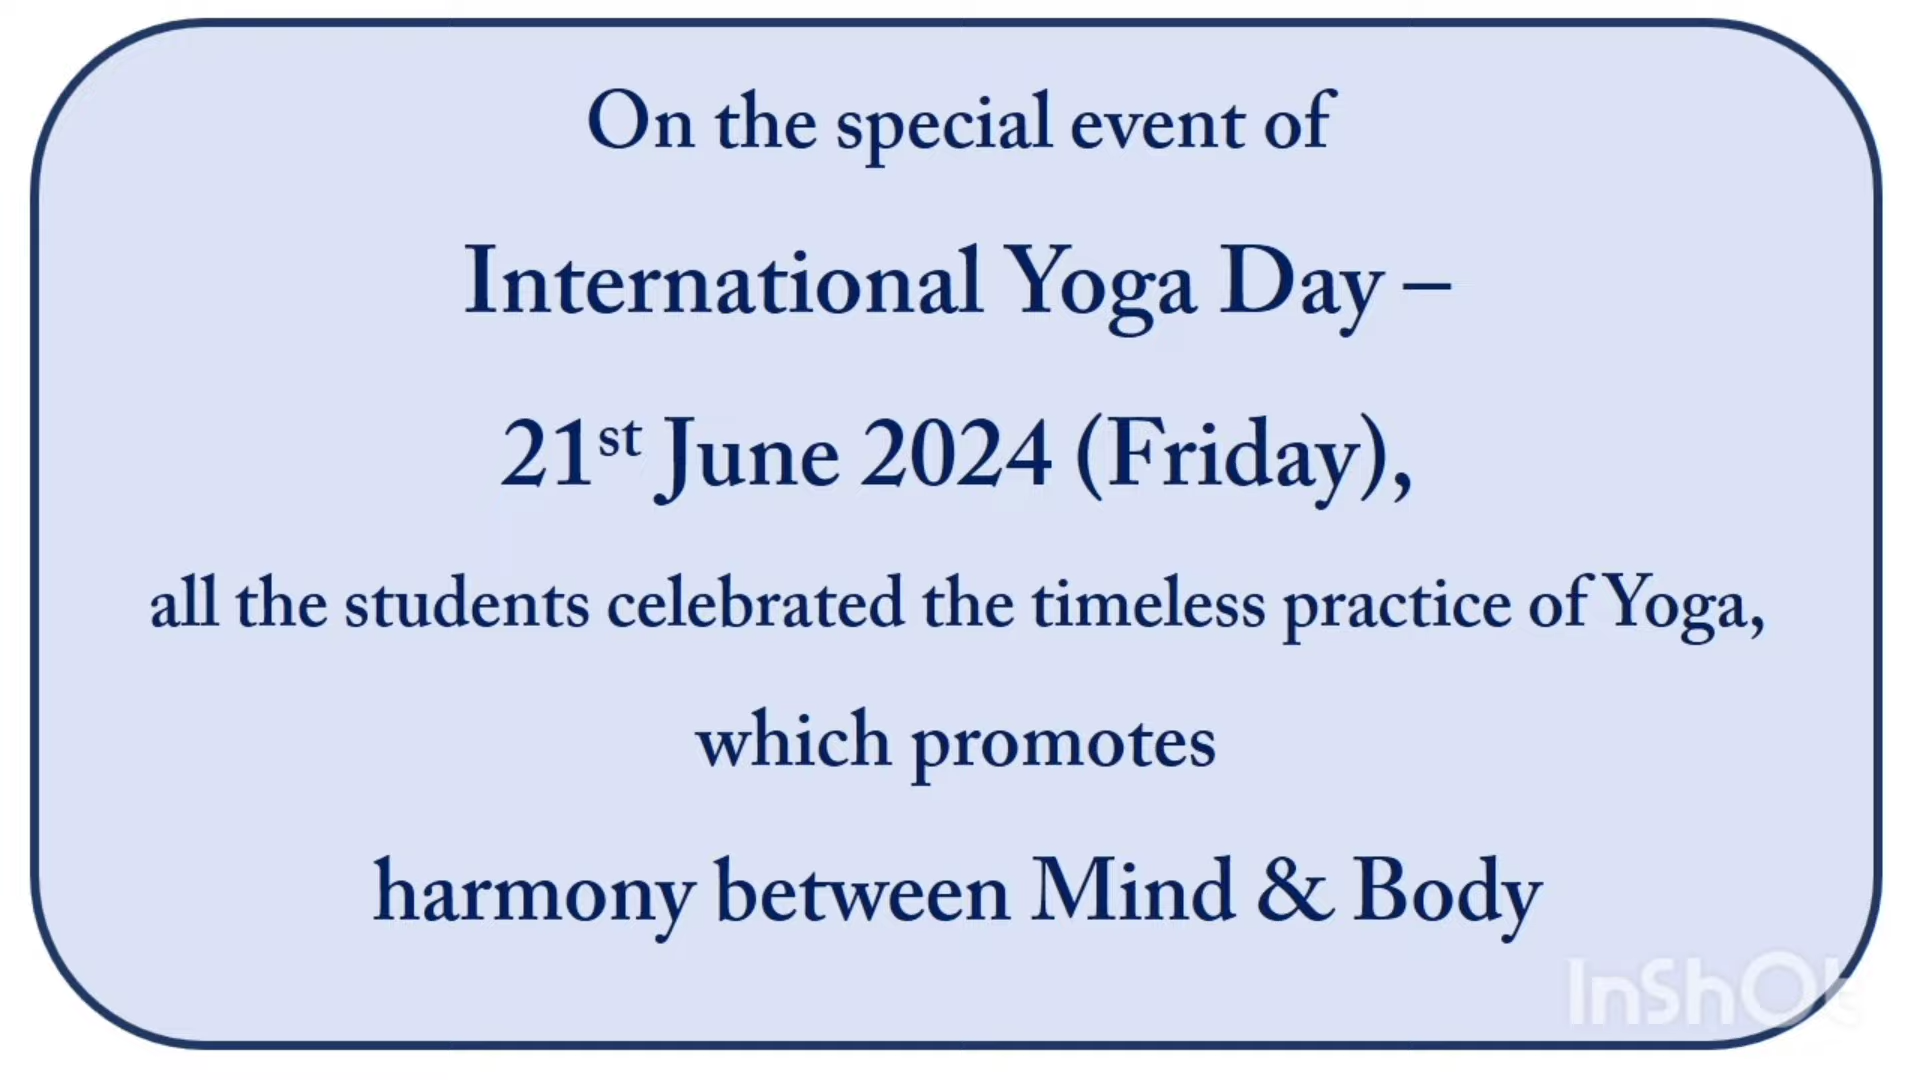 On the special event of
International Yoga Day –
21st June 2024 (Friday),
all the students celebrated the timeless practice of Yoga,
which promotes
harmony between Mind & Body
InShOt